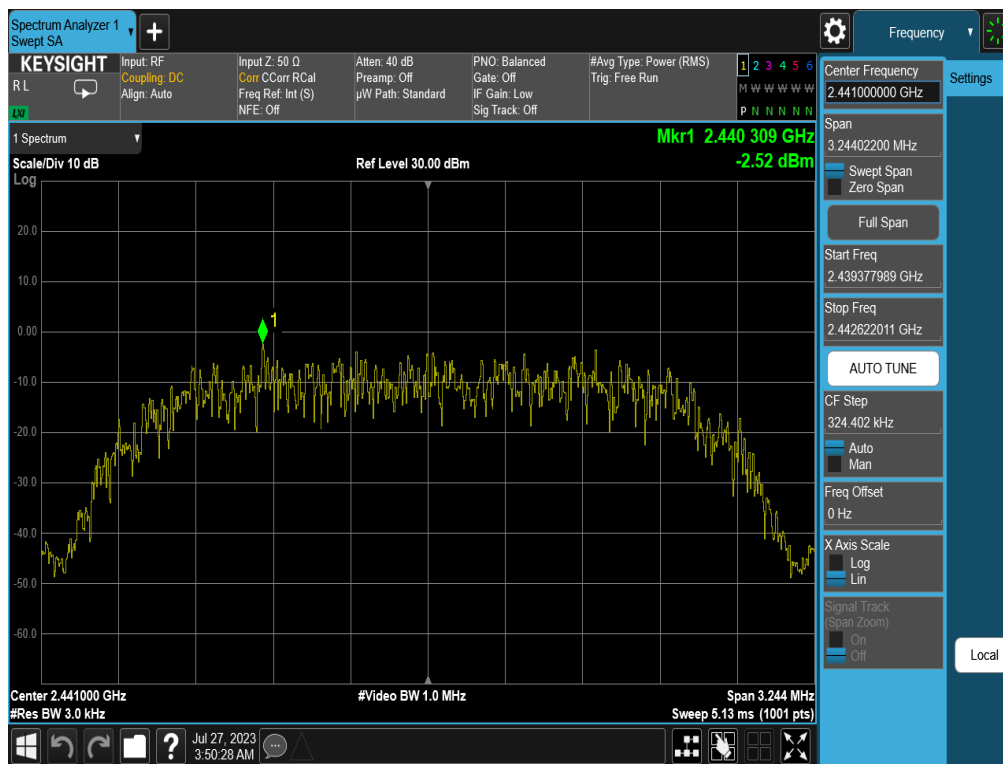 Spectrum Analyzer 1
Swept SA
Frequency
KEYSIGHT
R L
LXI
Input: RF
Coupling: DC
Align: Auto
Input Z: 50 Ω
Corr CCorr RCal
Freq Ref: Int (S)
NFE: Off
Atten: 40 dB
Preamp: Off
µW Path: Standard
PNO: Balanced
Gate: Off
IF Gain: Low
Sig Track: Off
#Avg Type: Power (RMS)
Trig: Free Run
1 2 3 4 5 6
M W W W W W
P N N N N N
1 Spectrum
Scale/Div 10 dB
Ref Level 30.00 dBm
Mkr1 2.440 309 GHz
-2.52 dBm
Log
20.0
10.0
0.00
-10.0
-20.0
-30.0
-40.0
-50.0
-60.0
1
Center 2.441000 GHz
#Res BW 3.0 kHz
#Video BW 1.0 MHz
Span 3.244 MHz
Sweep 5.13 ms (1001 pts)
Center Frequency
2.441000000 GHz
Span
3.24402200 MHz
Swept Span
Zero Span
Full Span
Start Freq
2.439377989 GHz
Stop Freq
2.442622011 GHz
AUTO TUNE
CF Step
324.402 kHz
Auto
Man
Freq Offset
0 Hz
X Axis Scale
Log
Lin
Signal Track
(Span Zoom)
On
Off
Settings
Local
?
Jul 27, 2023
3:50:28 AM